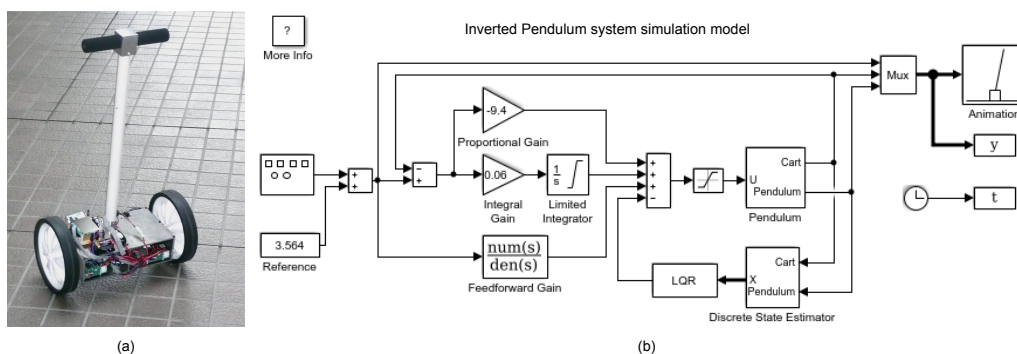 Inverted Pendulum system simulation model
?
More Info
Mux
Animation
y
t
-9.4
Proportional Gain
+
+
-
+
0.06
Integral
Gain
1
s
Limited
Integrator
+
+
+
-
Cart
U
Pendulum
Pendulum
3.564
Reference
num(s)
den(s)
Feedforward Gain
LQR
Cart
X
Pendulum
Discrete State Estimator
(a)
(b)